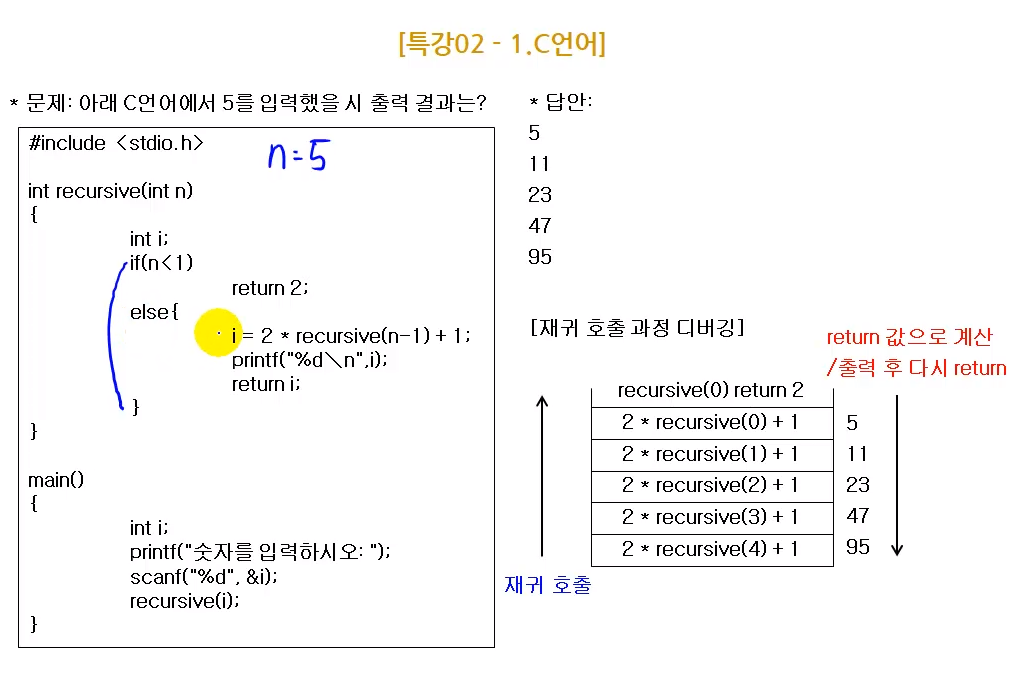 [특강02 - 1.C언어]
* 문제: 아래 C언어에서 5를 입력했을 시 출력 결과는?
#include <stdio.h>
n=5
int recursive(int n)
{
int i;
if(n<1)
return 2;
else{
i = 2 * recursive(n-1) + 1;
printf("%d\n",i);
return i;
}
}
main()
{
int i;
printf("숫자를 입력하시오: ");
scanf("%d", &i);
recursive(i);
}
* 답안:
5
11
23
47
95
[재귀 호출 과정 디버깅]
return 값으로 계산
/출력 후 다시 return
recursive(0) return 2
2 * recursive(0) + 1 5
2 * recursive(1) + 1 11
2 * recursive(2) + 1 23
2 * recursive(3) + 1 47
2 * recursive(4) + 1 95
재귀 호출